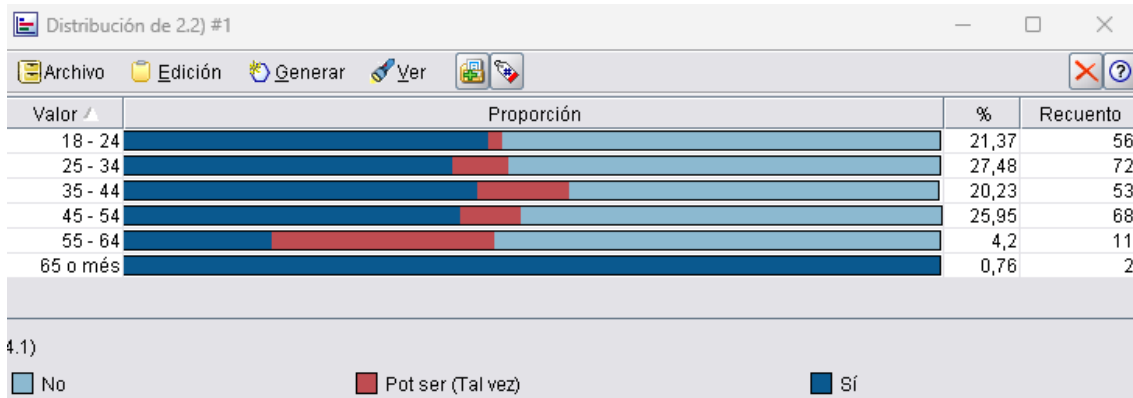 Distribución de 2.2) #1
Archivo Edición Generar Ver
Valor Proporción % Recuento
18 - 24 21,37 56
25 - 34 27,48 72
35 - 44 20,23 53
45 - 54 25,95 68
55 - 64 4,2 11
65 o més 0,76 2
4.1)
No Pot ser (Tal vez) Sí